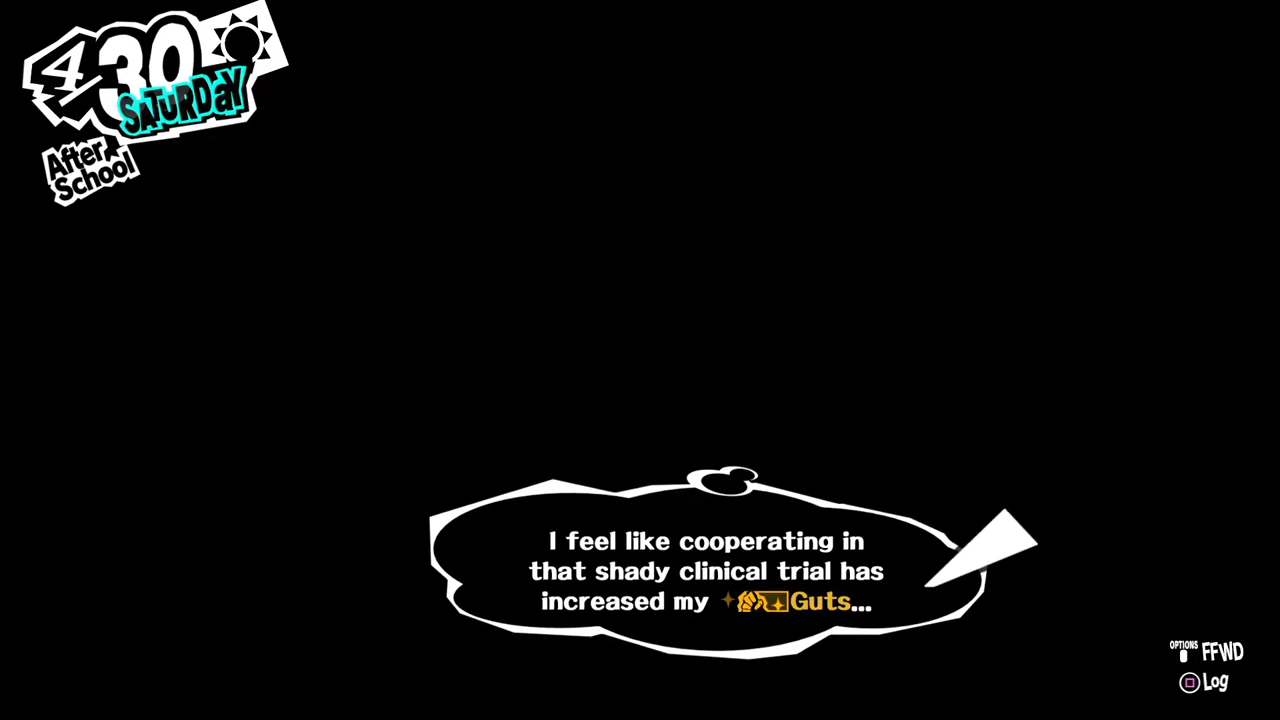 4 30
SATURDaY
After
School
I feel like cooperating in
that shady clinical trial has
increased my Guts...
OPTIONS FFWD
Log